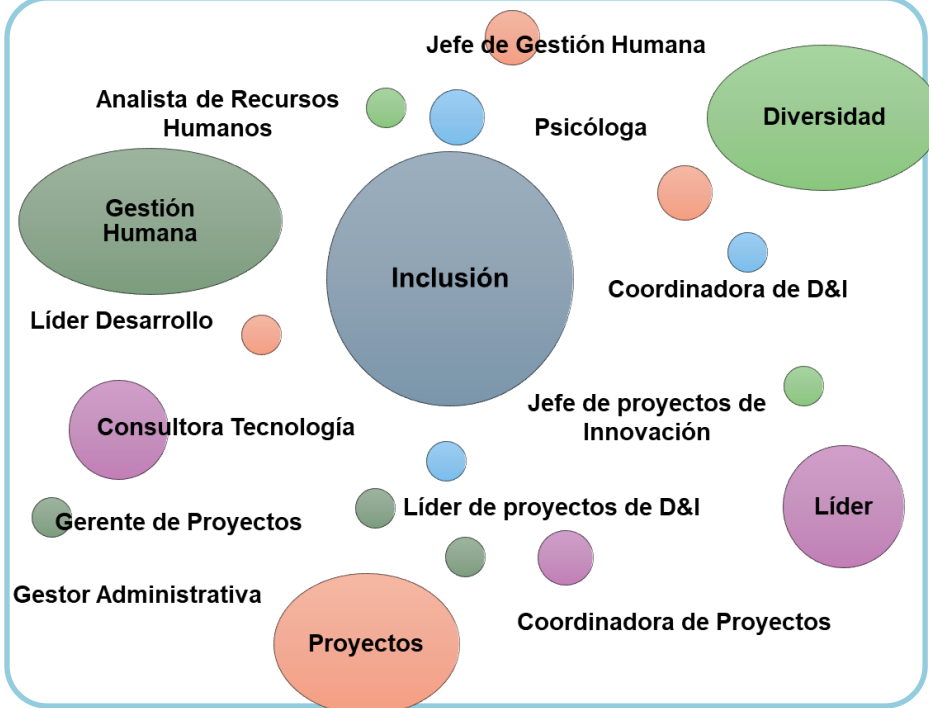 Jefe de Gestión Humana
Analista de Recursos
Humanos
Psicóloga
Diversidad
Gestión
Humana
Inclusión
Coordinadora de D&I
Líder Desarrollo
Jefe de proyectos de
Innovación
Consultora Tecnología
Líder de proyectos de D&I
Líder
Gerente de Proyectos
Gestor Administrativa
Coordinadora de Proyectos
Proyectos